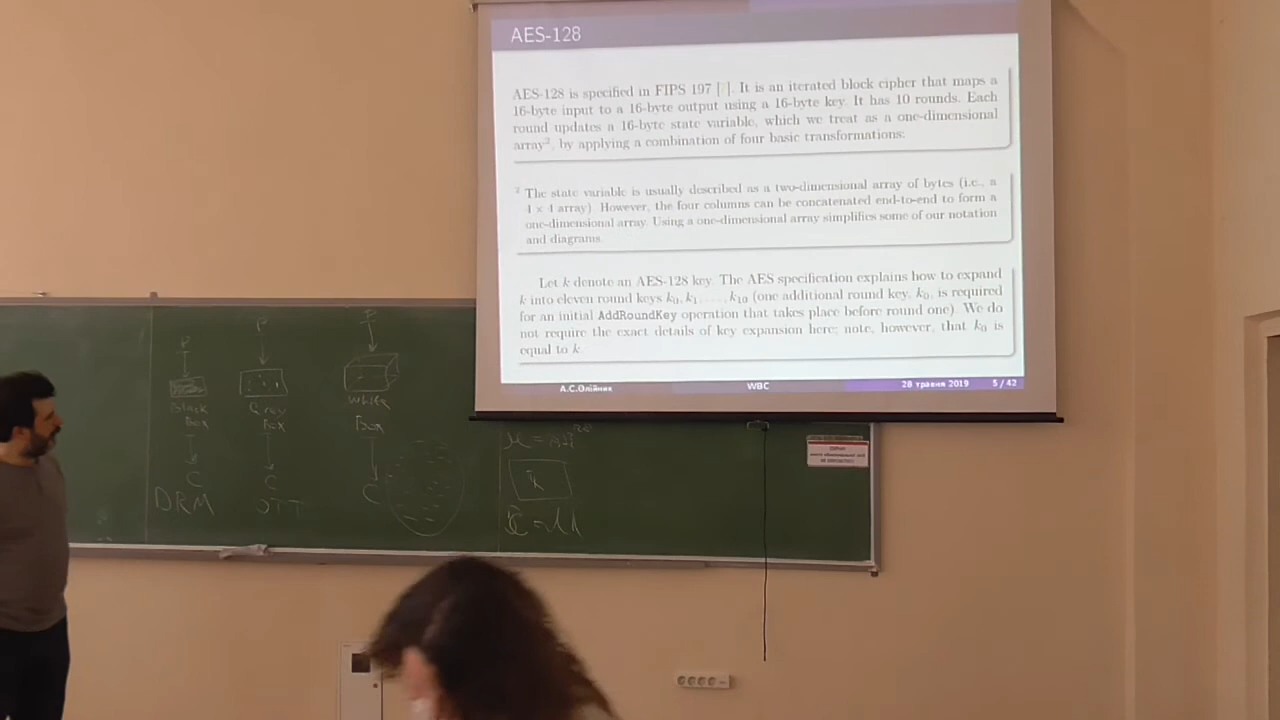 AES-128
AES-128 is specified in FIPS 197 [ ]. It is an iterated block cipher that maps a
16-byte input to a 16-byte output using a 16-byte key. It has 10 rounds. Each
round updates a 16-byte state variable, which we treat as a one-dimensional
array², by applying a combination of four basic transformations:
² The state variable is usually described as a two-dimensional array of bytes (i.e., a
4 × 4 array). However, the four columns can be concatenated end-to-end to form a
one-dimensional array. Using a one-dimensional array simplifies some of our notation
and diagrams.
Let k denote an AES-128 key. The AES specification explains how to expand
k into eleven round keys k₀, k₁, . . . , k₁₀ (one additional round key, k₀, is required
for an initial AddRoundKey operation that takes place before round one). We do
not require the exact details of key expansion here; note, however, that k₀ is
equal to k.
А.С.Олійник WBC 28 травня 2019 5 / 42
P P P
Black Gray White
Box Box Box
C C C
DRM OTT